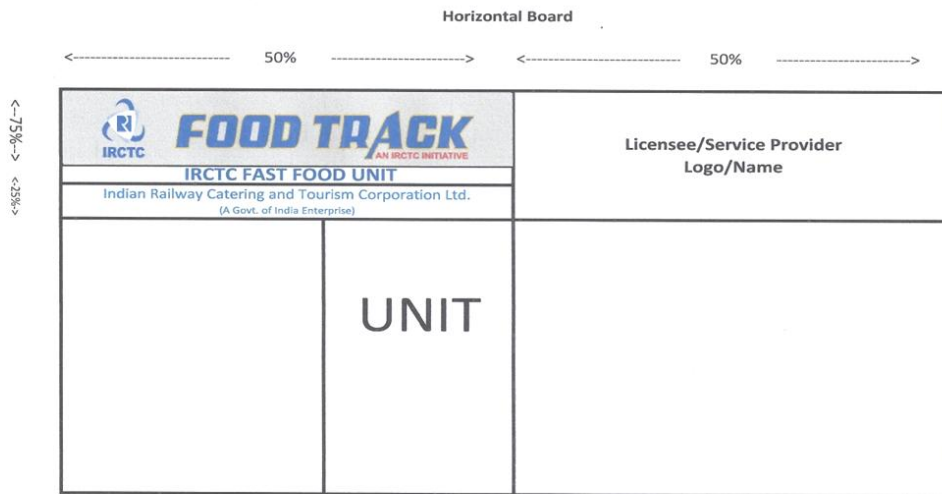 Horizontal Board
<----------------------- 50% --------------------> <----------------------- 50% -------------------->
<--75%--> <-25%->
IRCTC
FOOD TRACK
AN IRCTC INITIATIVE
Licensee/Service Provider
Logo/Name
IRCTC FAST FOOD UNIT
Indian Railway Catering and Tourism Corporation Ltd.
(A Govt. of India Enterprise)
UNIT